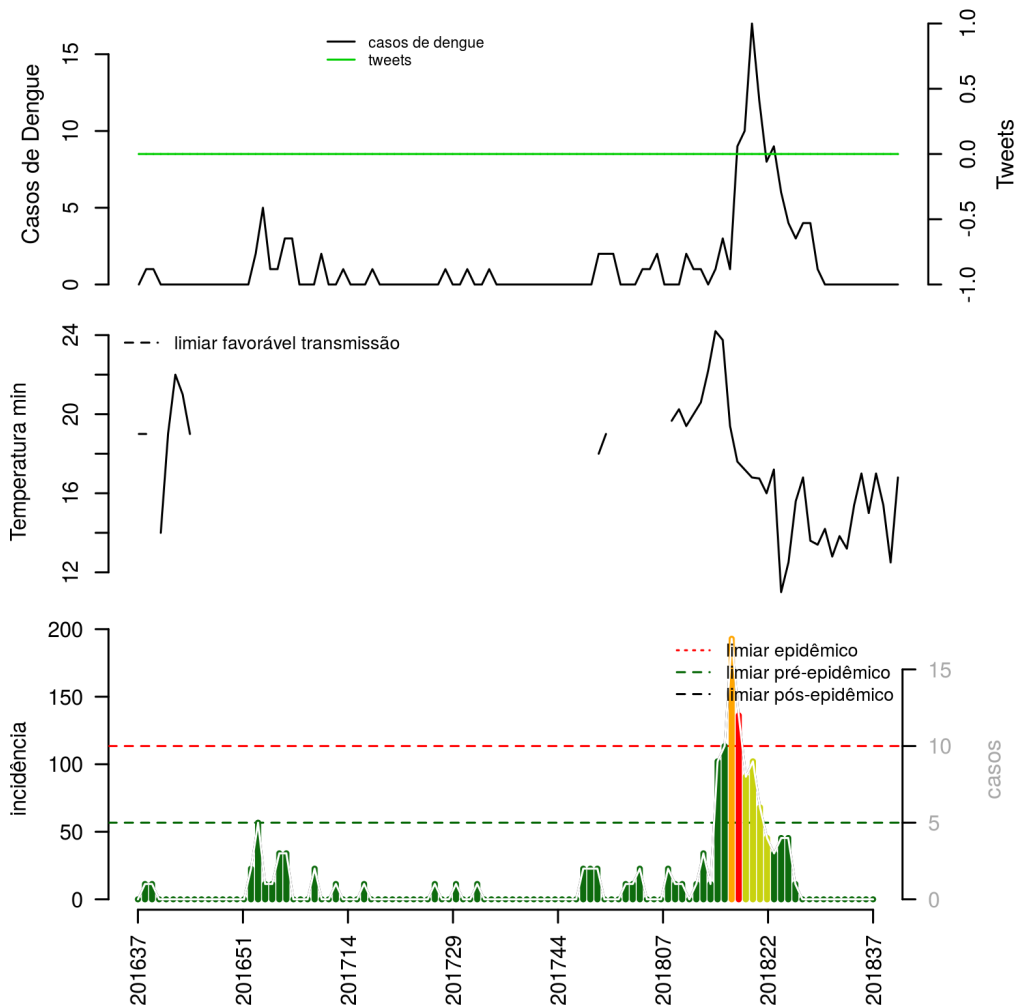 casos de dengue
tweets
Casos de Dengue
0
5
10
15
Tweets
-1.0
-0.5
0.0
0.5
1.0
limiar favorável transmissão
Temperatura min
12
16
20
24
limiar epidêmico
limiar pré-epidêmico
limiar pós-epidêmico
incidência
0
50
100
150
200
casos
0
5
10
15
201637
201651
201714
201729
201744
201807
201822
201837